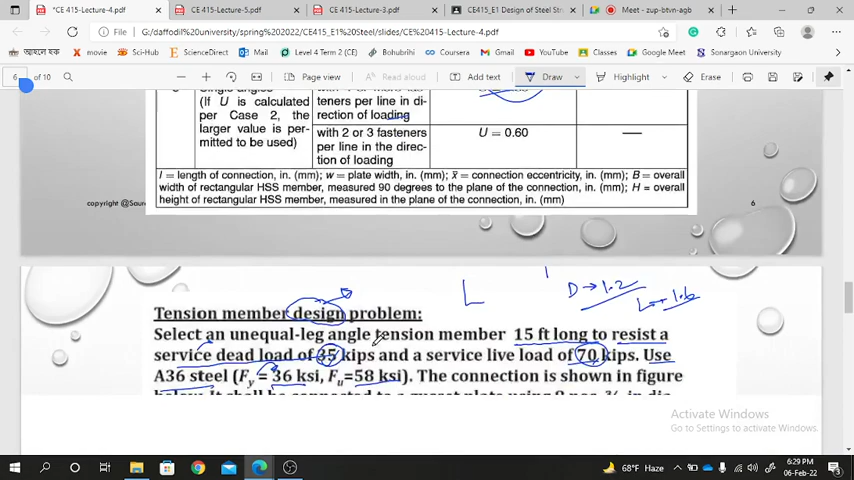 *CE 415-Lecture-4.pdf
CE 415-Lecture-5.pdf
CE 415-Lecture-3.pdf
CE415_E1 Design of Steel Str
Meet - zup-btvn-agb
File
/daffodil%20university/spring%202022/CE415_E1%20Steel/slides/CE%20415-Lecture-4.pdf
movie
Sci-Hub
ScienceDirect
Level 4 Term 2 (CE)
Bohubrihi
Coursera
Gmail
YouTube
Classes
Google Meet
Sonargaon University
6
of 10
Page view
Read aloud
Add text
Draw
Highlight
Erase
Single angles
(If U is calculated
per Case 2, the
larger value is per-
mitted to be used)
teners per line in di-
rection of loading
with 2 or 3 fasteners
per line in the direc-
tion of loading
U = 0.60
l = length of connection, in. (mm); w = plate width, in. (mm); x̅ = connection eccentricity, in. (mm); B = overall
width of rectangular HSS member, measured 90 degrees to the plane of the connection, in. (mm); H = overall
height of rectangular HSS member, measured in the plane of the connection, in. (mm)
copyright @Saur
6
D → 1.2
L → 1.6
Tension member design problem:
Select an unequal-leg angle tension member 15 ft long to resist a
service dead load of 35 kips and a service live load of 70 kips. Use
A36 steel (Fy = 36 ksi, Fu=58 ksi). The connection is shown in figure
Activate Windows
Go to Settings to activate Windows.
68°F Haze
6:29 PM
06-Feb-22
3